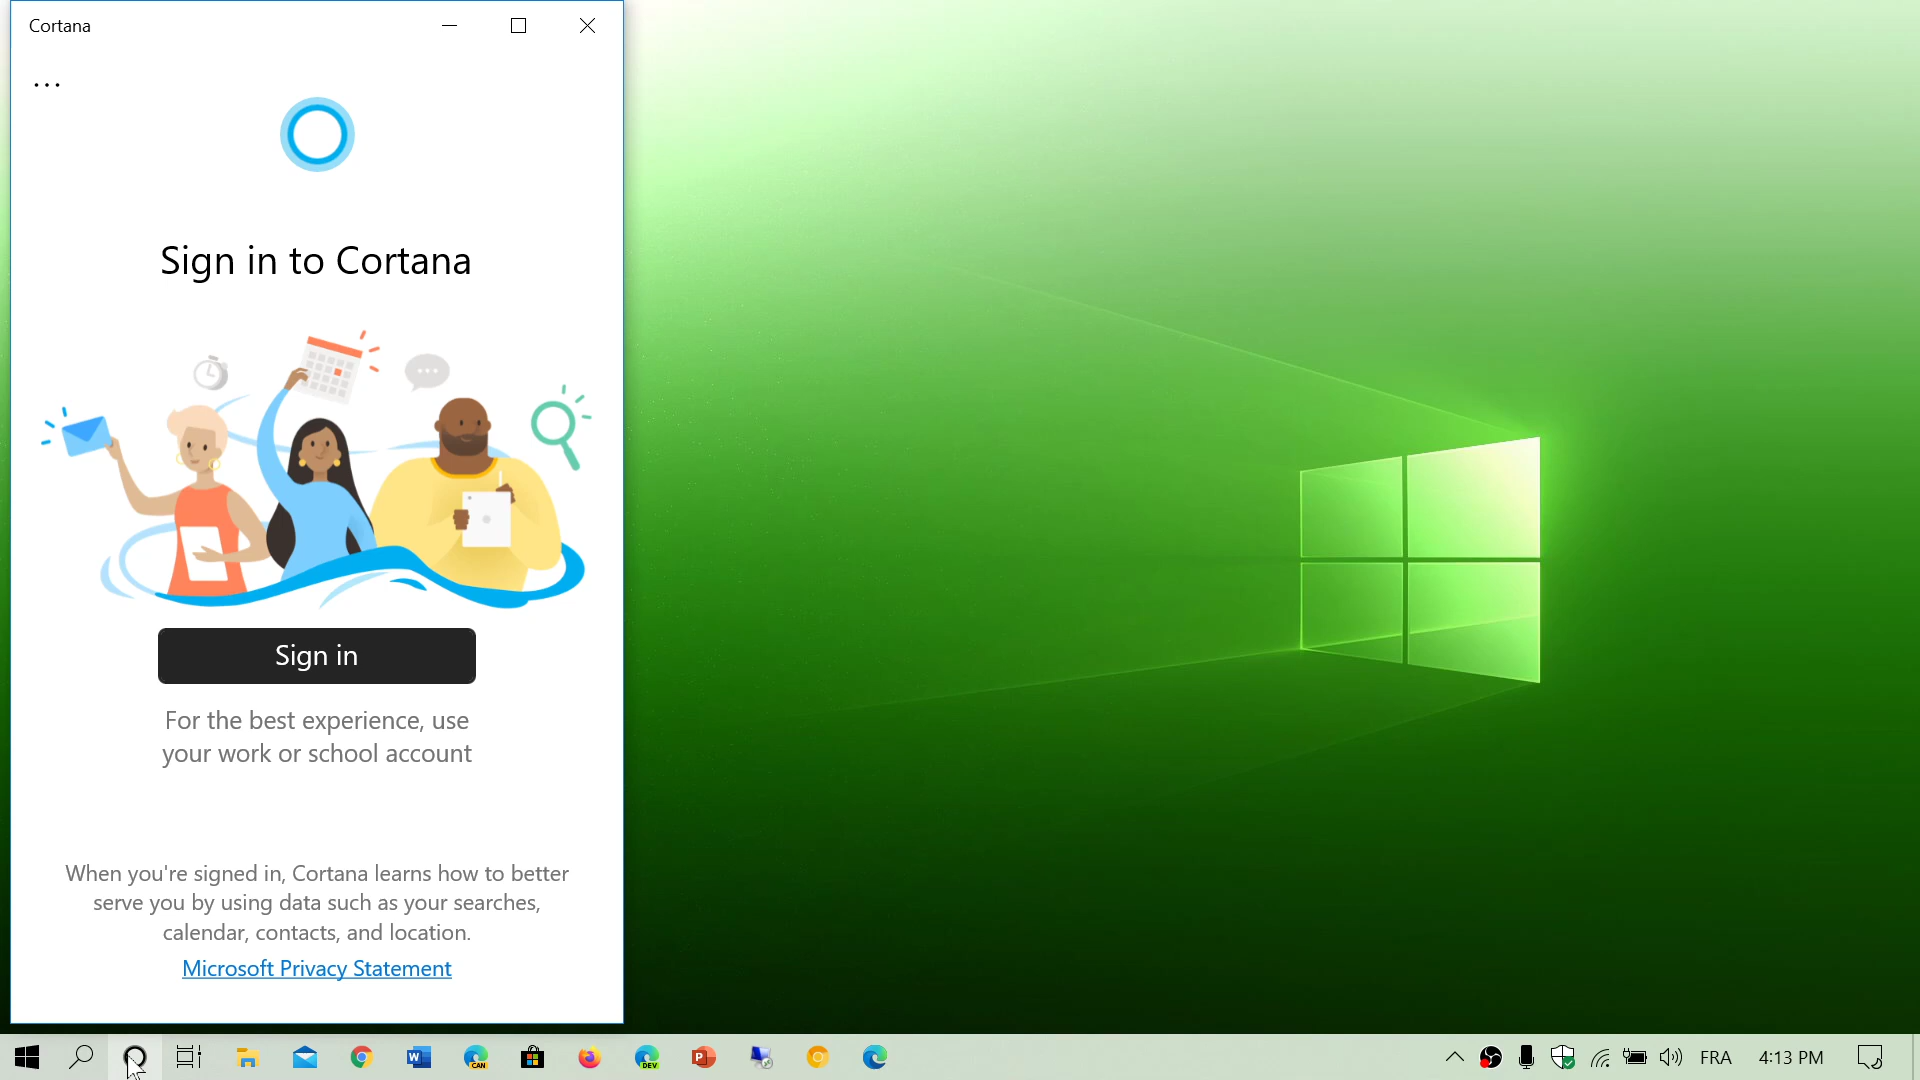 Cortana
...
Sign in to Cortana
Sign in
For the best experience, use
your work or school account
When you're signed in, Cortana learns how to better
serve you by using data such as your searches,
calendar, contacts, and location.
Microsoft Privacy Statement
W
CAN
DEV
P
FRA
4:13 PM